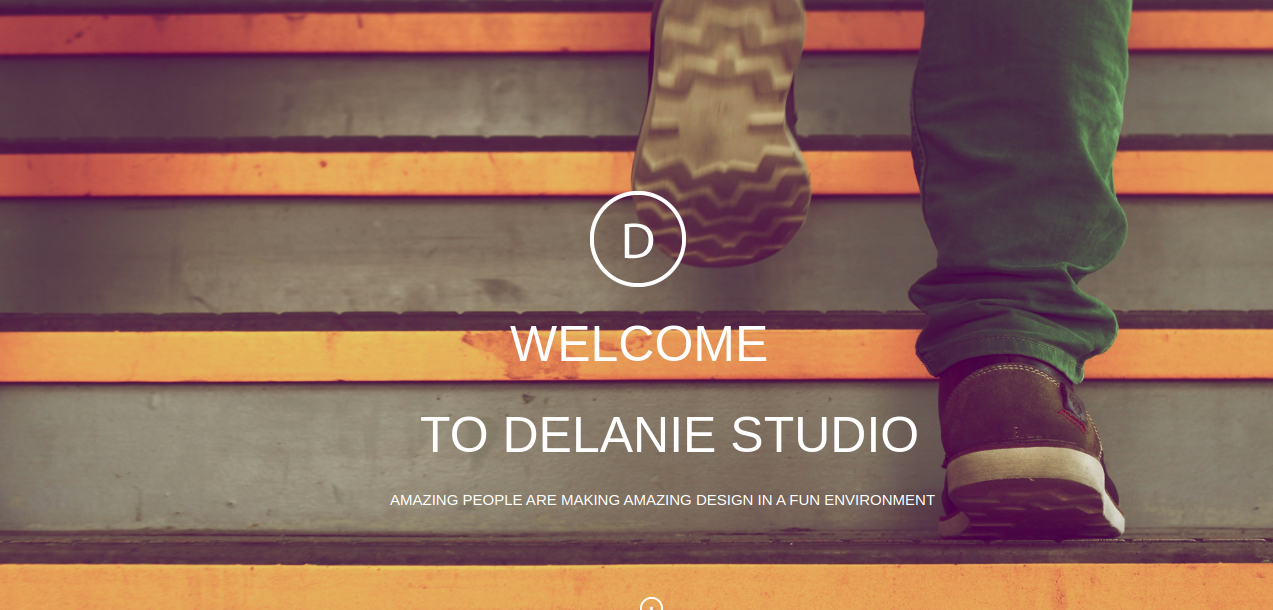 D
WELCOME
TO DELANIE STUDIO
AMAZING PEOPLE ARE MAKING AMAZING DESIGN IN A FUN ENVIRONMENT